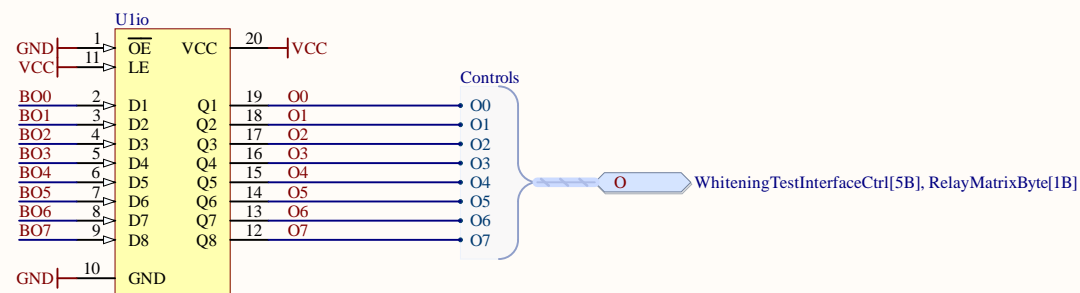 U1io
GND 1 OE VCC 20 VCC
VCC 11 LE
Controls
BO0 2 D1 Q1 19 O0 O0
BO1 3 D2 Q2 18 O1 O1
BO2 4 D3 Q3 17 O2 O2
BO3 5 D4 Q4 16 O3 O3
BO4 6 D5 Q5 15 O4 O4 O WhiteningTestInterfaceCtrl[5B], RelayMatrixByte[1B]
BO5 7 D6 Q6 14 O5 O5
BO6 8 D7 Q7 13 O6 O6
BO7 9 D8 Q8 12 O7 O7
GND 10 GND